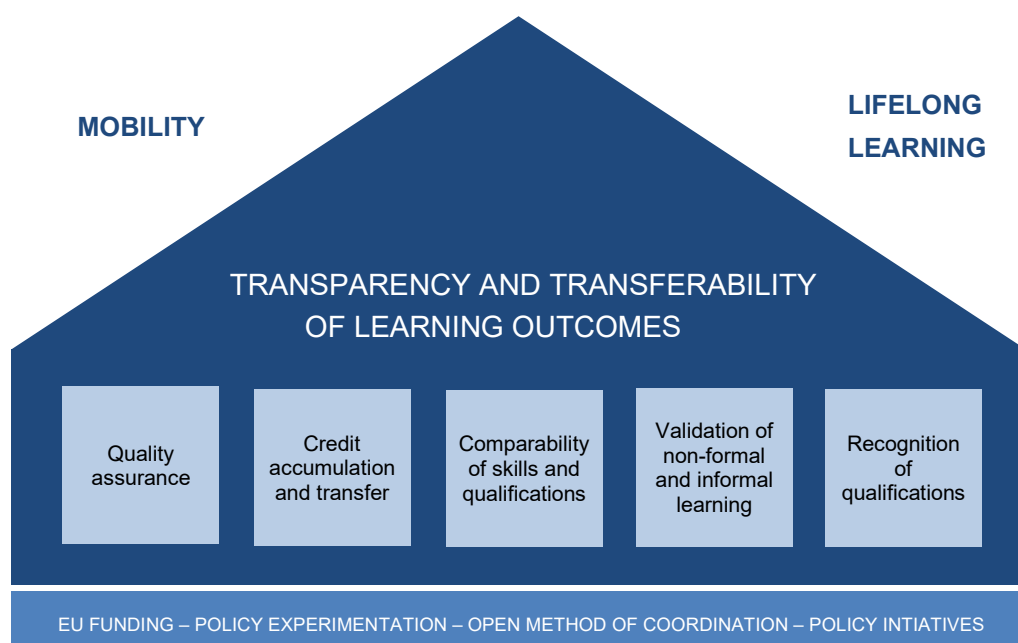 MOBILITY
LIFELONG
LEARNING
TRANSPARENCY AND TRANSFERABILITY
OF LEARNING OUTCOMES
Quality
assurance
Credit
accumulation
and transfer
Comparability
of skills and
qualifications
Validation of
non-formal
and informal
learning
Recognition
of
qualifications
EU FUNDING – POLICY EXPERIMENTATION – OPEN METHOD OF COORDINATION – POLICY INTIATIVES